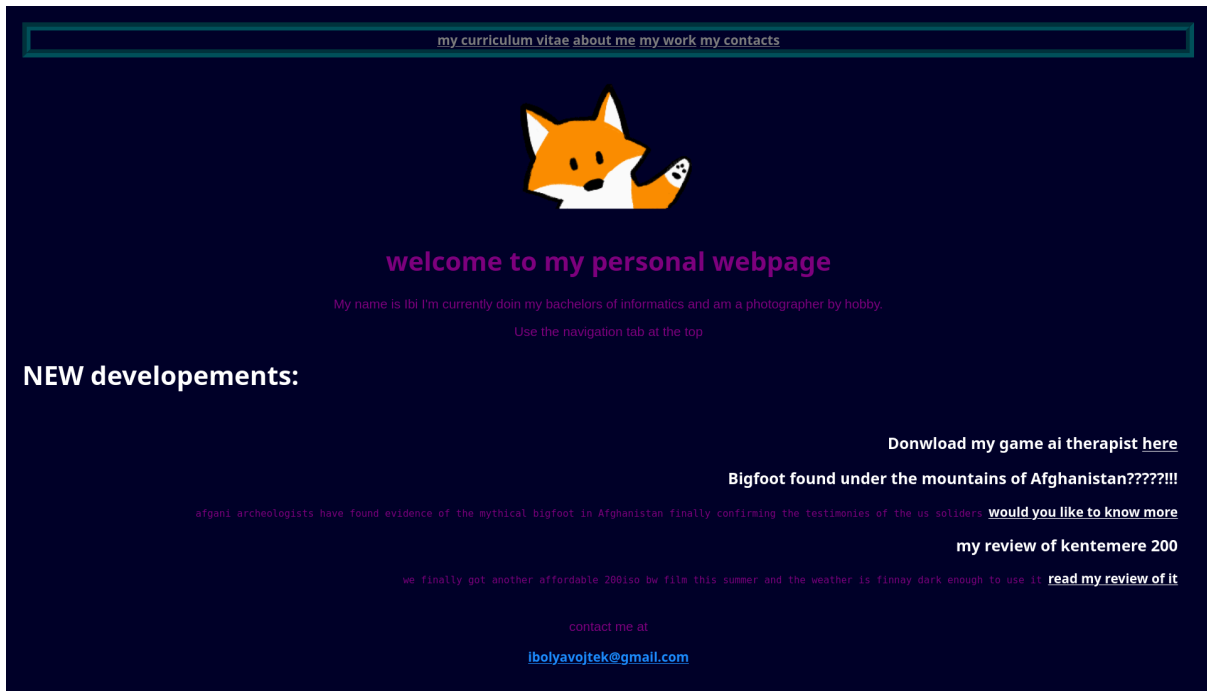 my curriculum vitae about me my work my contacts
welcome to my personal webpage
My name is Ibi I'm currently doin my bachelors of informatics and am a photographer by hobby.
Use the navigation tab at the top
NEW developements:
Donwload my game ai therapist here
Bigfoot found under the mountains of Afghanistan?????!!!
afgani archeologists have found evidence of the mythical bigfoot in Afghanistan finally confirming the testimonies of the us soliders would you like to know more
my review of kentemere 200
we finally got another affordable 200iso bw film this summer and the weather is finnay dark enough to use it read my review of it
contact me at
ibolyavojtek@gmail.com